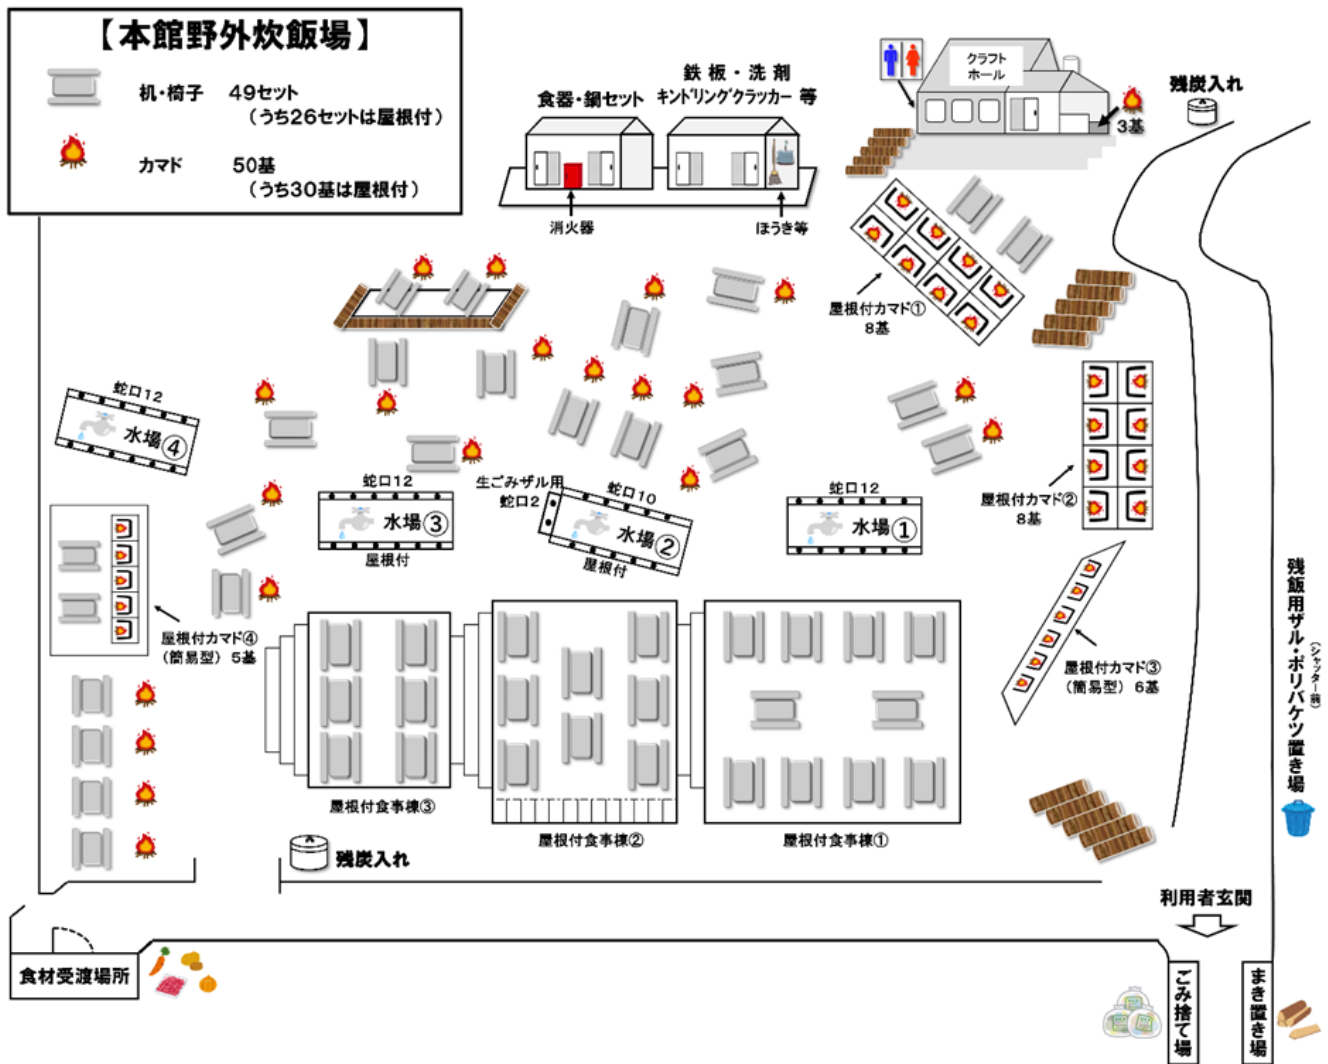 【本館野外炊飯場】
机・椅子 49セット
（うち26セットは屋根付）
カマド 50基
（うち30基は屋根付）
食器・鍋セット
鉄板・洗剤
キンドリングクラッカー 等
消火器
ほうき等
クラフト
ホール
3基
残炭入れ
屋根付カマド①
8基
蛇口12
水場④
蛇口12
水場③
屋根付
生ごみザル用
蛇口2
蛇口10
水場②
屋根付
蛇口12
水場①
屋根付カマド②
8基
屋根付カマド④
（簡易型）5基
屋根付カマド③
（簡易型）6基
残飯用ザル・ポリバケツ置き場
（シャッター前）
屋根付食事棟③
屋根付食事棟②
屋根付食事棟①
残炭入れ
利用者玄関
食材受渡場所
ごみ捨て場
まき置き場